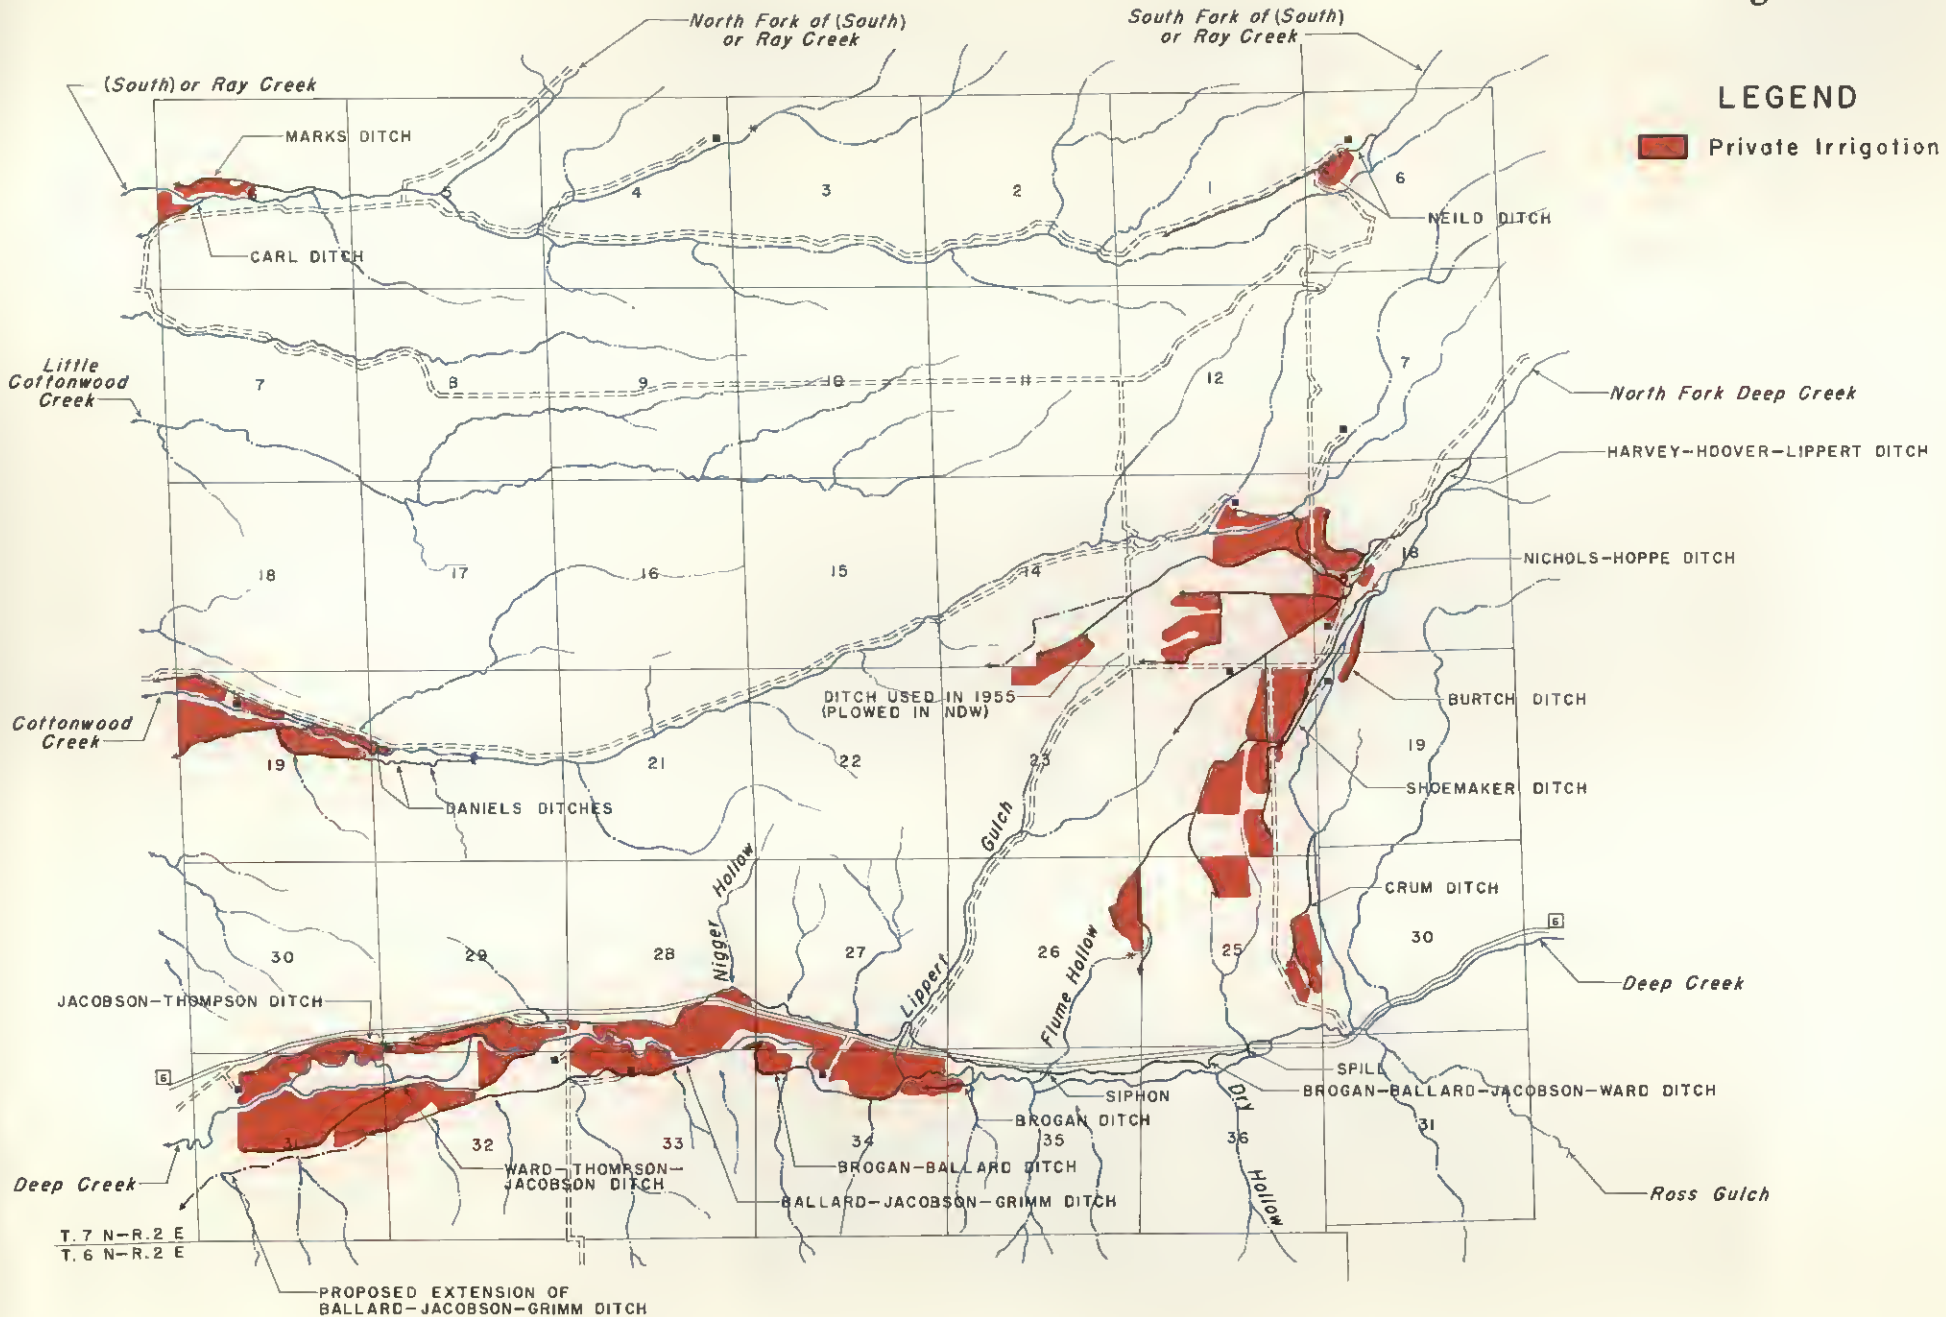 North Fork of (South)
or Ray Creek
South Fork of (South)
or Ray Creek
(South) or Ray Creek
LEGEND
Private Irrigation
MARKS DITCH
6
5
4
3
2
1
6
NEILD DITCH
CARL DITCH
Little
Cottonwood
Creek
7
8
9
10
11
12
7
North Fork Deep Creek
HARVEY-HOOVER-LIPPERT DITCH
18
17
16
15
14
18
NICHOLS-HOPPE DITCH
DITCH USED IN 1955
(PLOWED IN NOW)
BURTCH DITCH
Cottonwood
Creek
19
21
22
23
19
DANIELS DITCHES
SHOEMAKER DITCH
Gulch
Nigger Hollow
CRUM DITCH
6
30
29
28
27
26
25
30
Lippert
Flume Hollow
Deep Creek
JACOBSON-THOMPSON DITCH
6
SPILL
BROGAN-BALLARD-JACOBSON-WARD DITCH
SIPHON
BROGAN DITCH
31
32
33
34
35
36
31
Dry Hollow
WARD-THOMPSON-
JACOBSON DITCH
BROGAN-BALLARD DITCH
BALLARD-JACOBSON-GRIMM DITCH
Deep Creek
Ross Gulch
T. 7 N-R. 2 E
T. 6 N-R. 2 E
PROPOSED EXTENSION OF
BALLARD-JACOBSON-GRIMM DITCH